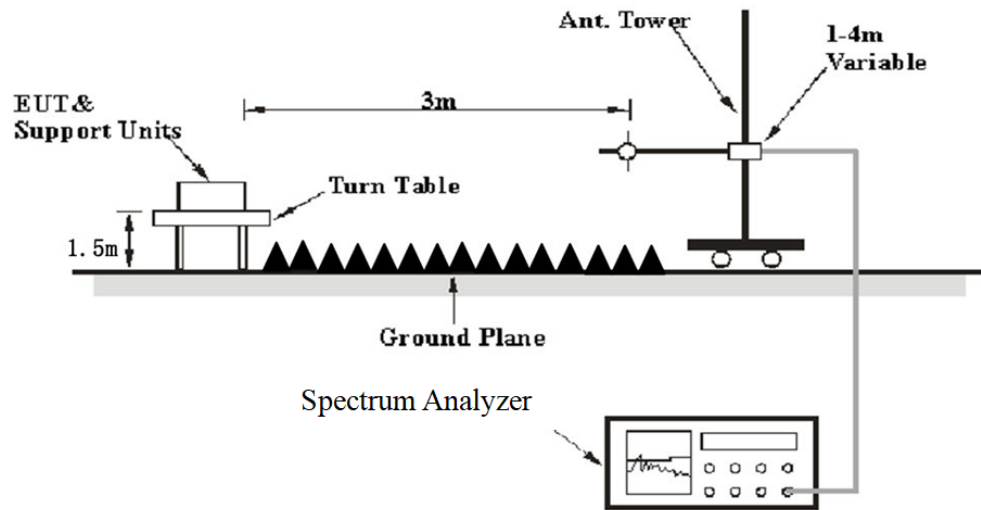 Ant. Tower
1-4m
Variable
EUT&
Support Units
3m
Turn Table
1.5m
Ground Plane
Spectrum Analyzer